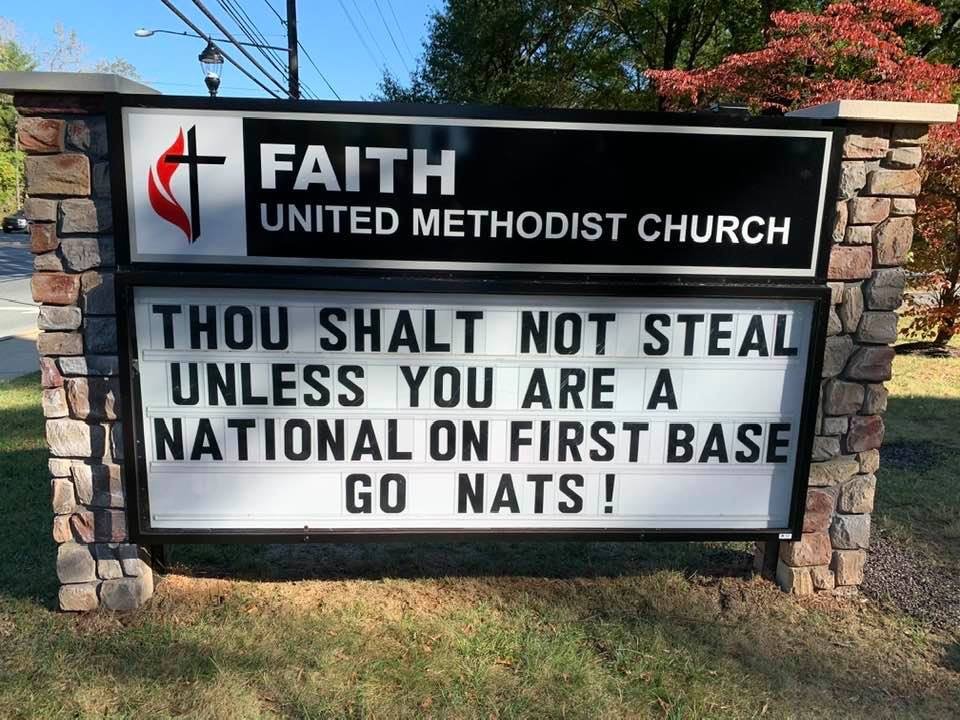 FAITH
UNITED METHODIST CHURCH
THOU SHALT NOT STEAL
UNLESS YOU ARE A
NATIONAL ON FIRST BASE
GO NATS!